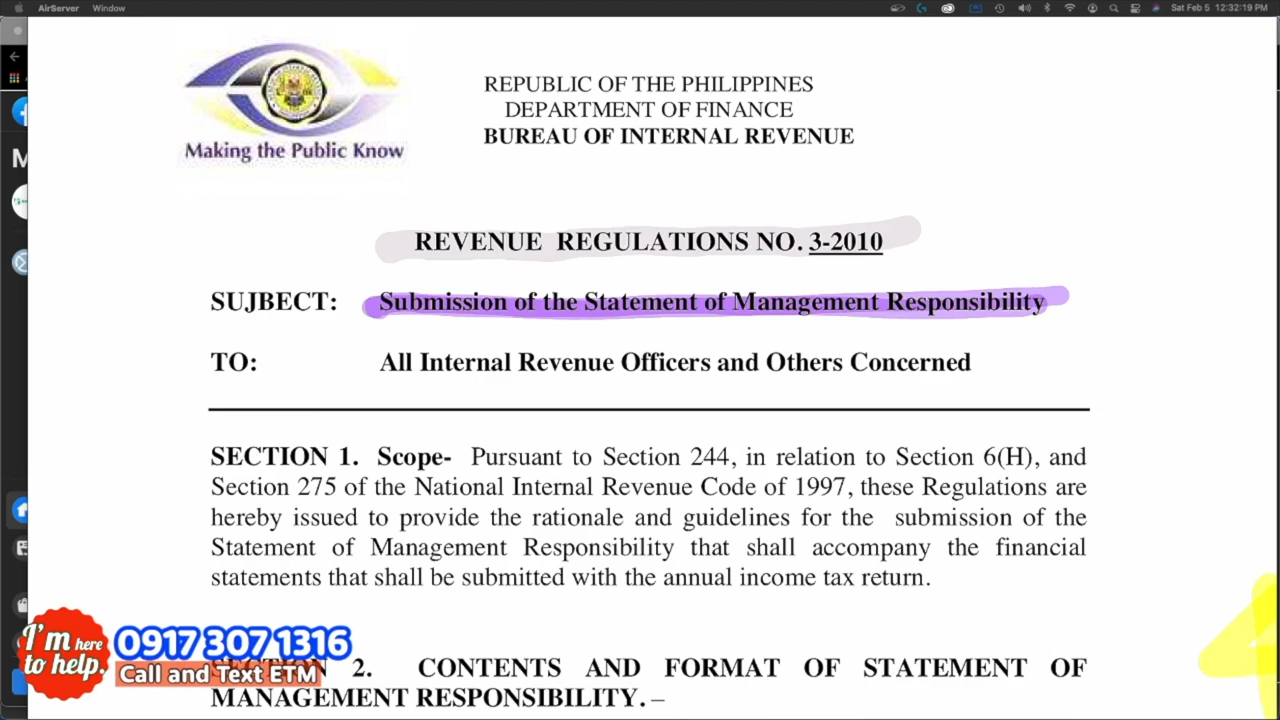 AirServer Window Sat Feb 5 12:32:19 PM
Making the Public Know
REPUBLIC OF THE PHILIPPINES
DEPARTMENT OF FINANCE
BUREAU OF INTERNAL REVENUE
REVENUE REGULATIONS NO. 3-2010
SUJBECT: Submission of the Statement of Management Responsibility
TO: All Internal Revenue Officers and Others Concerned
SECTION 1. Scope- Pursuant to Section 244, in relation to Section 6(H), and
Section 275 of the National Internal Revenue Code of 1997, these Regulations are
hereby issued to provide the rationale and guidelines for the submission of the
Statement of Management Responsibility that shall accompany the financial
statements that shall be submitted with the annual income tax return.
SECTION 2. CONTENTS AND FORMAT OF STATEMENT OF
MANAGEMENT RESPONSIBILITY. –
I'm here
to help.
0917 307 1316
Call and Text ETM